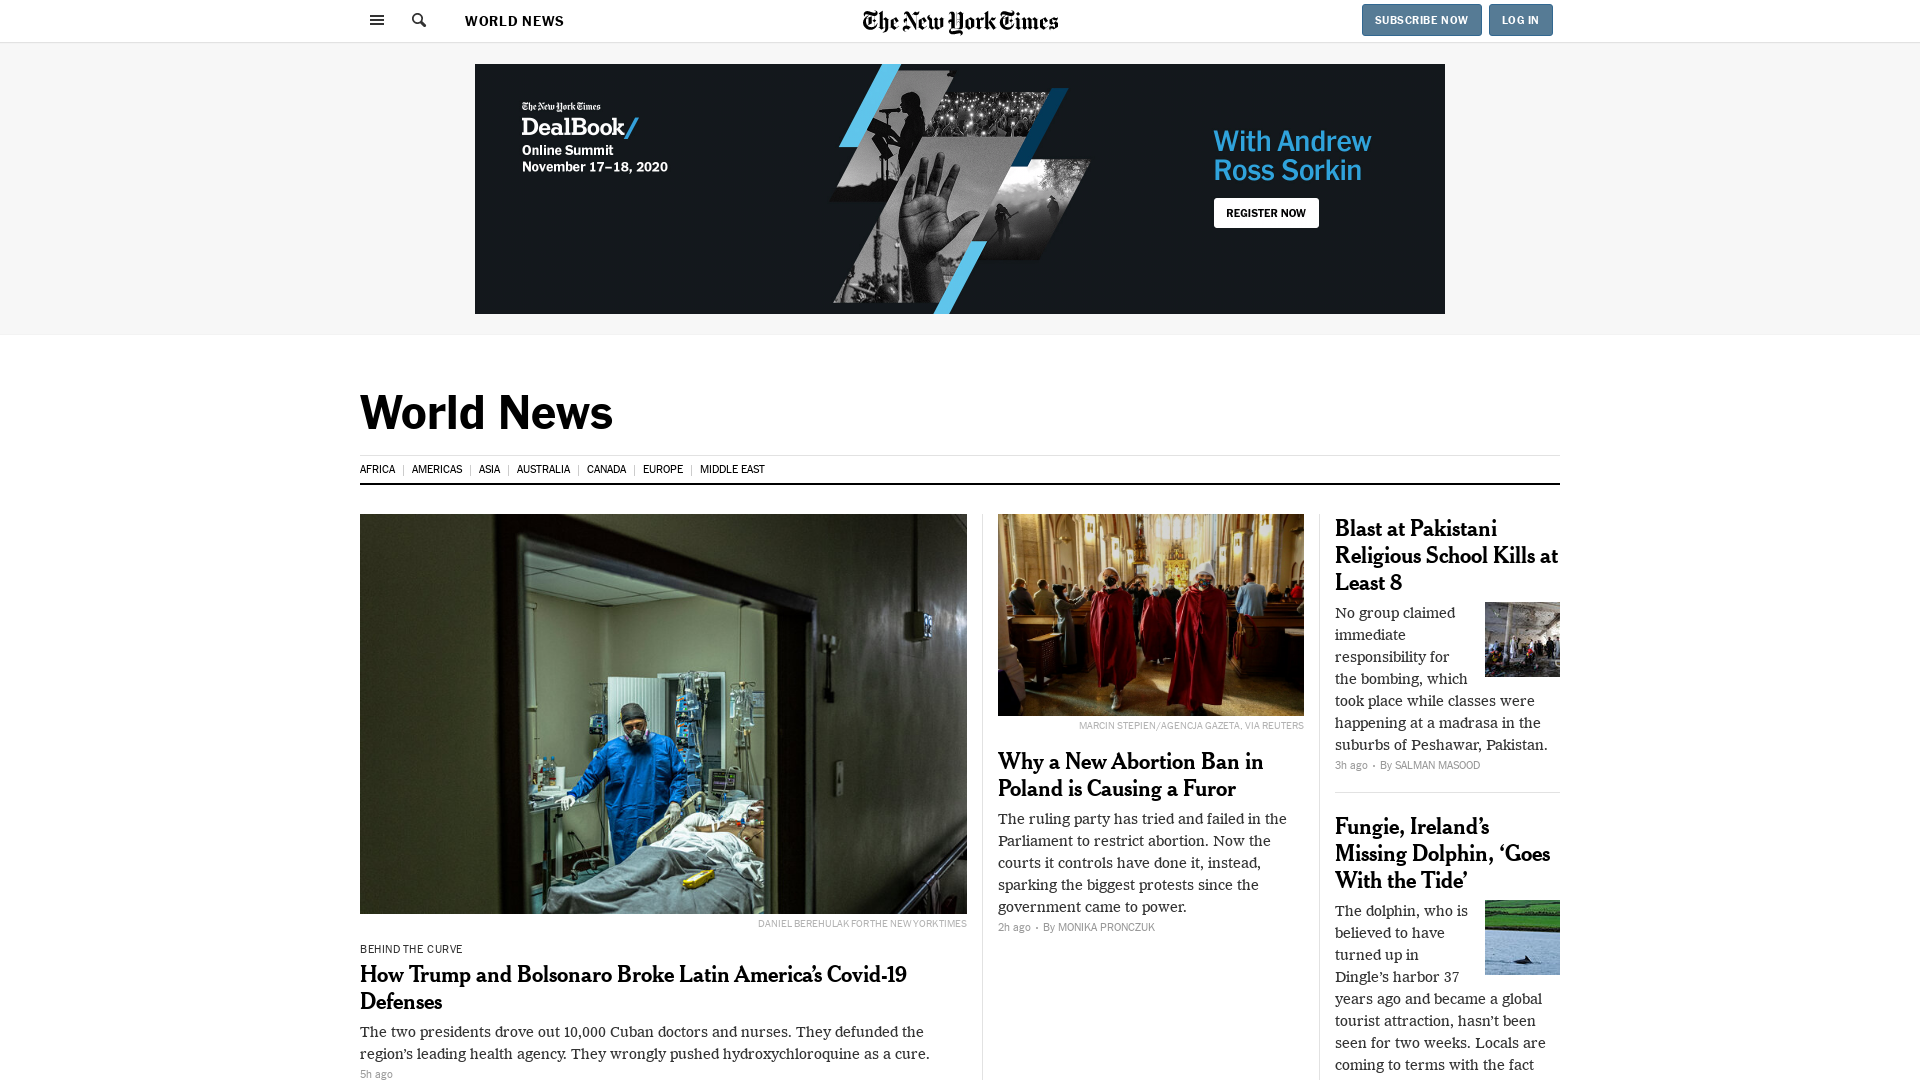 WORLD NEWS
The New York Times
SUBSCRIBE NOW
LOG IN
The New York Times
DealBook/
Online Summit
November 17–18, 2020
With Andrew
Ross Sorkin
REGISTER NOW
World News
AFRICA
AMERICAS
ASIA
AUSTRALIA
CANADA
EUROPE
MIDDLE EAST
DANIEL BEREHULAK FOR THE NEW YORK TIMES
BEHIND THE CURVE
How Trump and Bolsonaro Broke Latin America’s Covid-19
Defenses
The two presidents drove out 10,000 Cuban doctors and nurses. They defunded the
region’s leading health agency. They wrongly pushed hydroxychloroquine as a cure.
5h ago
MARCIN STEPIEN/AGENCJA GAZETA, VIA REUTERS
Why a New Abortion Ban in
Poland is Causing a Furor
The ruling party has tried and failed in the
Parliament to restrict abortion. Now the
courts it controls have done it, instead,
sparking the biggest protests since the
government came to power.
2h ago · By MONIKA PRONCZUK
Blast at Pakistani
Religious School Kills at
Least 8
No group claimed
immediate
responsibility for
the bombing, which
took place while classes were
happening at a madrasa in the
suburbs of Peshawar, Pakistan.
3h ago · By SALMAN MASOOD
Fungie, Ireland’s
Missing Dolphin, ‘Goes
With the Tide’
The dolphin, who is
believed to have
turned up in
Dingle’s harbor 37
years ago and became a global
tourist attraction, hasn’t been
seen for two weeks. Locals are
coming to terms with the fact